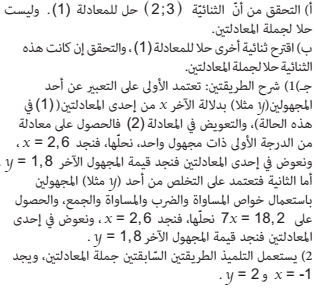 أ) التحقق من أنّ الثنائيّة (2;3) حل للمعادلة (1). وليست
حلا لجملة المعادلتين.
ب) اقترح ثنائية أخرى حلا للمعادلة (1)، والتحقق إن كانت هذه
الثنائية حلا لجملة المعادلتين.
جـ)1) شرح الطريقتين: تعتمد الأولى على التعبير عن أحد
المجهولين(y مثلا) بدلالة الآخر x من إحدى المعادلتين((1) في
هذه الحالة)، والتعويض في المعادلة (2) فالحصول على معادلة
من الدرجة الأولى ذات مجهول واحد، نحلّها، فنجد x = 2,6 ،
ونعوض في إحدى المعادلتين فنجد قيمة المجهول الآخر y = 1,8 .
أما الثانية فتعتمد على التخلص من أحد (y مثلا) المجهولين
باستعمال خواص المساواة والضرب والمساواة والجمع، والحصول
على 7x = 18,2 نحلّها، فنجد x = 2,6 ، ونعوض في إحدى
المعادلتين فنجد قيمة المجهول الآخر y = 1,8 .
2) يستعمل التلميذ الطريقتين السّابقتين جملة المعادلتين، ويجد
x = -1 و y = 2 .